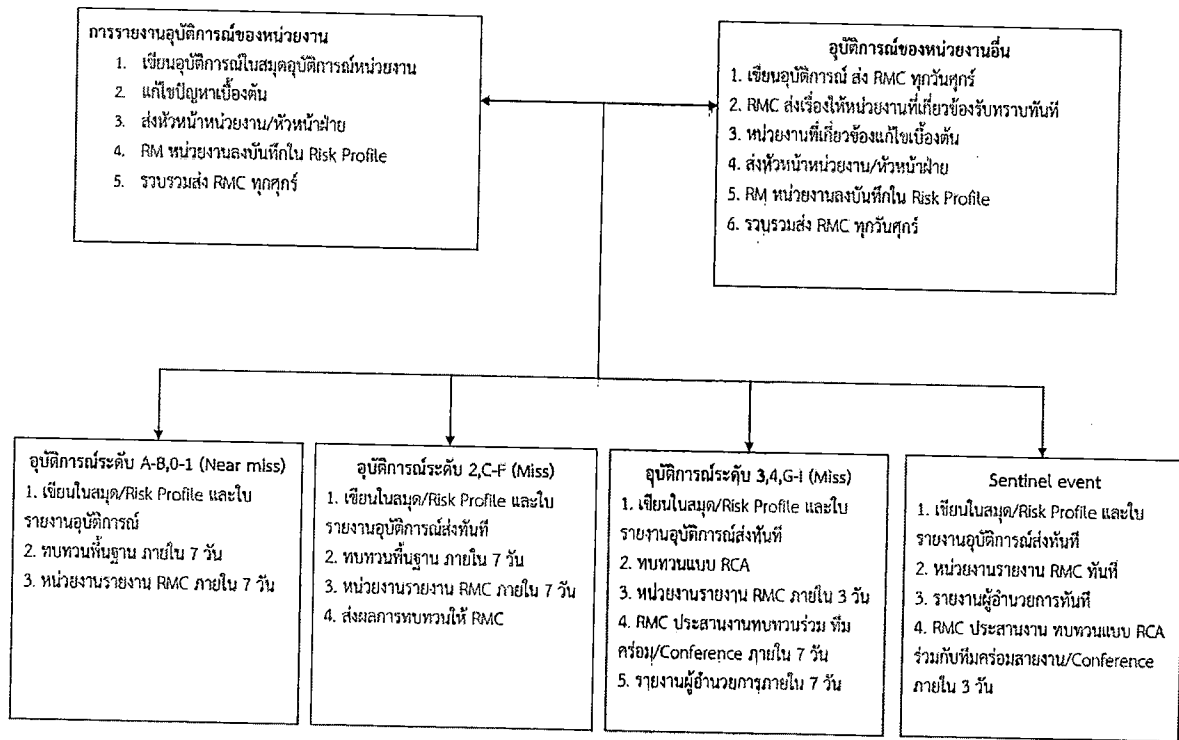 การรายงานอุบัติการณ์ของหน่วยงาน
1. เขียนอุบัติการณ์ในสมุดอุบัติการณ์หน่วยงาน
2. แก้ไขปัญหาเบื้องต้น
3. ส่งหัวหน้าหน่วยงาน/หัวหน้าฝ่าย
4. RM หน่วยงานลงบันทึกใน Risk Profile
5. รวบรวมส่ง RMC ทุกศุกร์
อุบัติการณ์ของหน่วยงานอื่น
1. เขียนอุบัติการณ์ ส่ง RMC ทุกวันศุกร์
2. RMC ส่งเรื่องให้หน่วยงานที่เกี่ยวข้องรับทราบทันที
3. หน่วยงานที่เกี่ยวข้องแก้ไขเบื้องต้น
4. ส่งหัวหน้าหน่วยงาน/หัวหน้าฝ่าย
5. RM หน่วยงานลงบันทึกใน Risk Profile
6. รวบรวมส่ง RMC ทุกวันศุกร์
อุบัติการณ์ระดับ A-B,0-1 (Near miss)
1. เขียนในสมุด/Risk Profile และใบ
รายงานอุบัติการณ์
2. ทบทวนพื้นฐาน ภายใน 7 วัน
3. หน่วยงานรายงาน RMC ภายใน 7 วัน
อุบัติการณ์ระดับ 2,C-F (Miss)
1. เขียนในสมุด/Risk Profile และใบ
รายงานอุบัติการณ์ส่งทันที
2. ทบทวนพื้นฐาน ภายใน 7 วัน
3. หน่วยงานรายงาน RMC ภายใน 7 วัน
4. ส่งผลการทบทวนให้ RMC
อุบัติการณ์ระดับ 3,4,G-I (Miss)
1. เขียนในสมุด/Risk Profile และใบ
รายงานอุบัติการณ์ส่งทันที
2. ทบทวนแบบ RCA
3. หน่วยงานรายงาน RMC ภายใน 3 วัน
4. RMC ประสานงานทบทวนร่วม ทีม
คร่อม/Conference ภายใน 7 วัน
5. รายงานผู้อำนวยการภายใน 7 วัน
Sentinel event
1. เขียนในสมุด/Risk Profile และใบ
รายงานอุบัติการณ์ส่งทันที
2. หน่วยงานรายงาน RMC ทันที
3. รายงานผู้อำนวยการทันที
4. RMC ประสานงาน ทบทวนแบบ RCA
ร่วมกับทีมคร่อมสายงาน/Conference
ภายใน 3 วัน